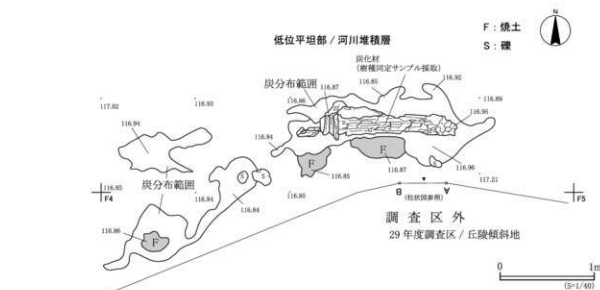 F：焼土
S：礫
N
低位平坦部 / 河川堆積層
炭化材
(樹種同定サンプル採取)
炭分布範囲
116.87
116.85
116.92
116.86
116.89
117.02
116.93
116.95
116.94
116.84
F
116.85
F
116.87
116.96
炭分布範囲
S
S
117.21
116.85
116.84
116.84
116.85
F4
B
A
(柱状図参照)
F5
調査区外
29年度調査区 / 丘陵傾斜地
116.86
F
0
1m
(S=1/40)